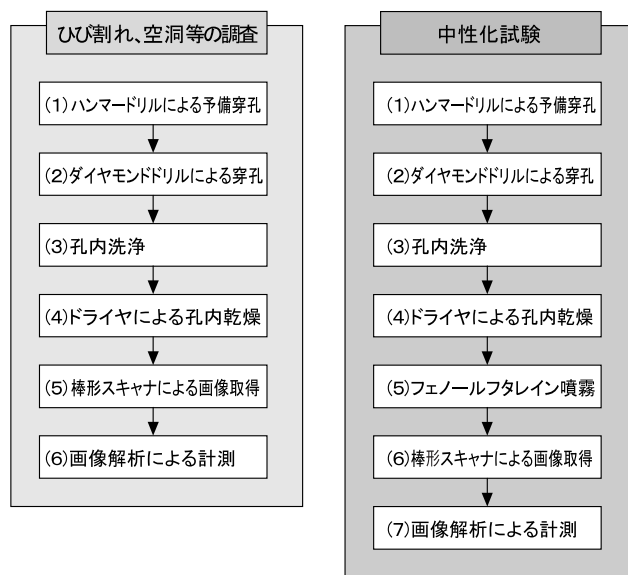 ひび割れ、空洞等の調査
(1)ハンマードリルによる予備穿孔
(2)ダイヤモンドドリルによる穿孔
(3)孔内洗浄
(4)ドライヤによる孔内乾燥
(5)棒形スキャナによる画像取得
(6)画像解析による計測
中性化試験
(1)ハンマードリルによる予備穿孔
(2)ダイヤモンドドリルによる穿孔
(3)孔内洗浄
(4)ドライヤによる孔内乾燥
(5)フェノールフタレイン噴霧
(6)棒形スキャナによる画像取得
(7)画像解析による計測